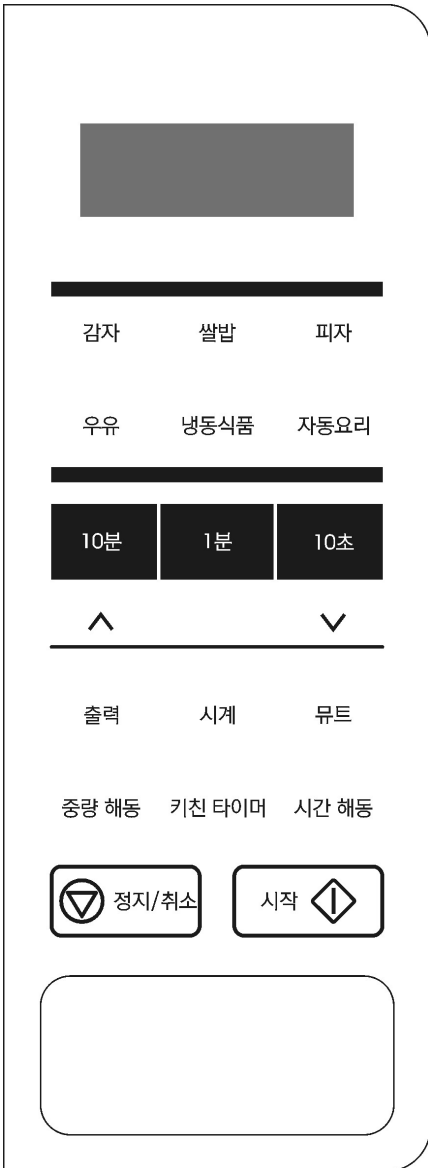 감자 쌀밥 피자
우유 냉동식품 자동요리
10분 1분 10초
출력 시계 뮤트
중량 해동 키친 타이머 시간 해동
정지/취소 시작